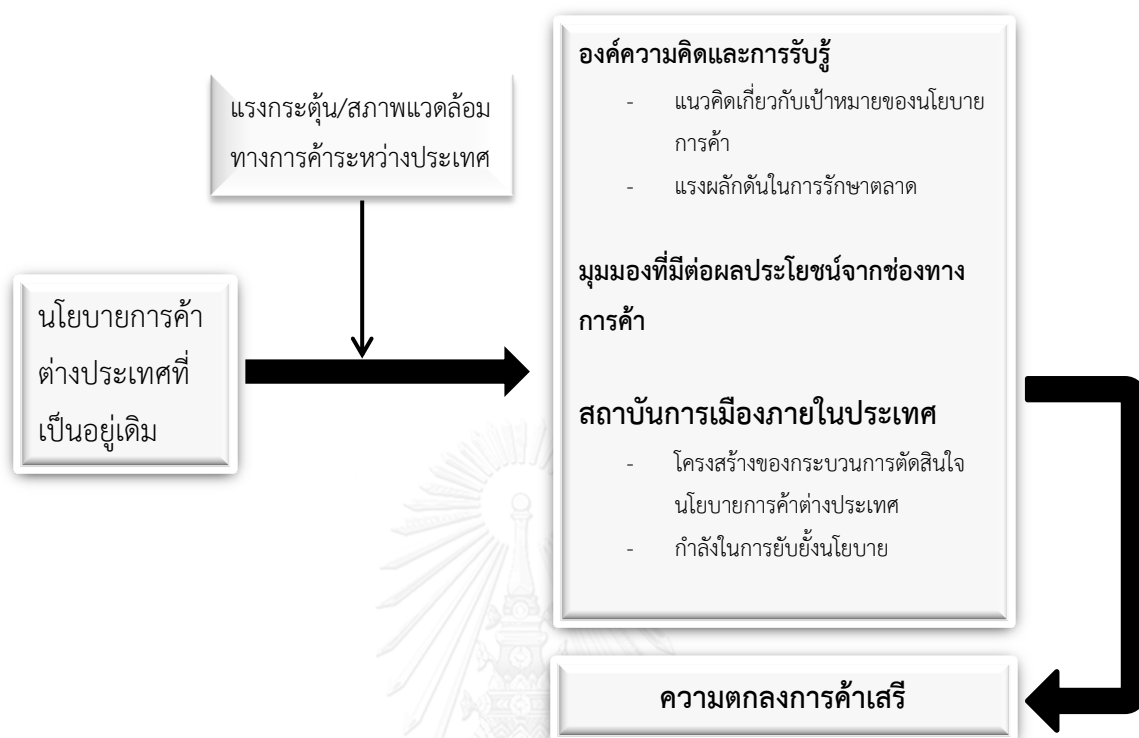 แรงกระตุ้น/สภาพแวดล้อม
ทางการค้าระหว่างประเทศ
นโยบายการค้า
ต่างประเทศที่
เป็นอยู่เดิม
องค์ความคิดและการรับรู้
- แนวคิดเกี่ยวกับเป้าหมายของนโยบาย
การค้า
- แรงผลักดันในการรักษาตลาด
มุมมองที่มีต่อผลประโยชน์จากช่องทาง
การค้า
สถาบันการเมืองภายในประเทศ
- โครงสร้างของกระบวนการตัดสินใจ
นโยบายการค้าต่างประเทศ
- กำลังในการยับยั้งนโยบาย
ความตกลงการค้าเสรี